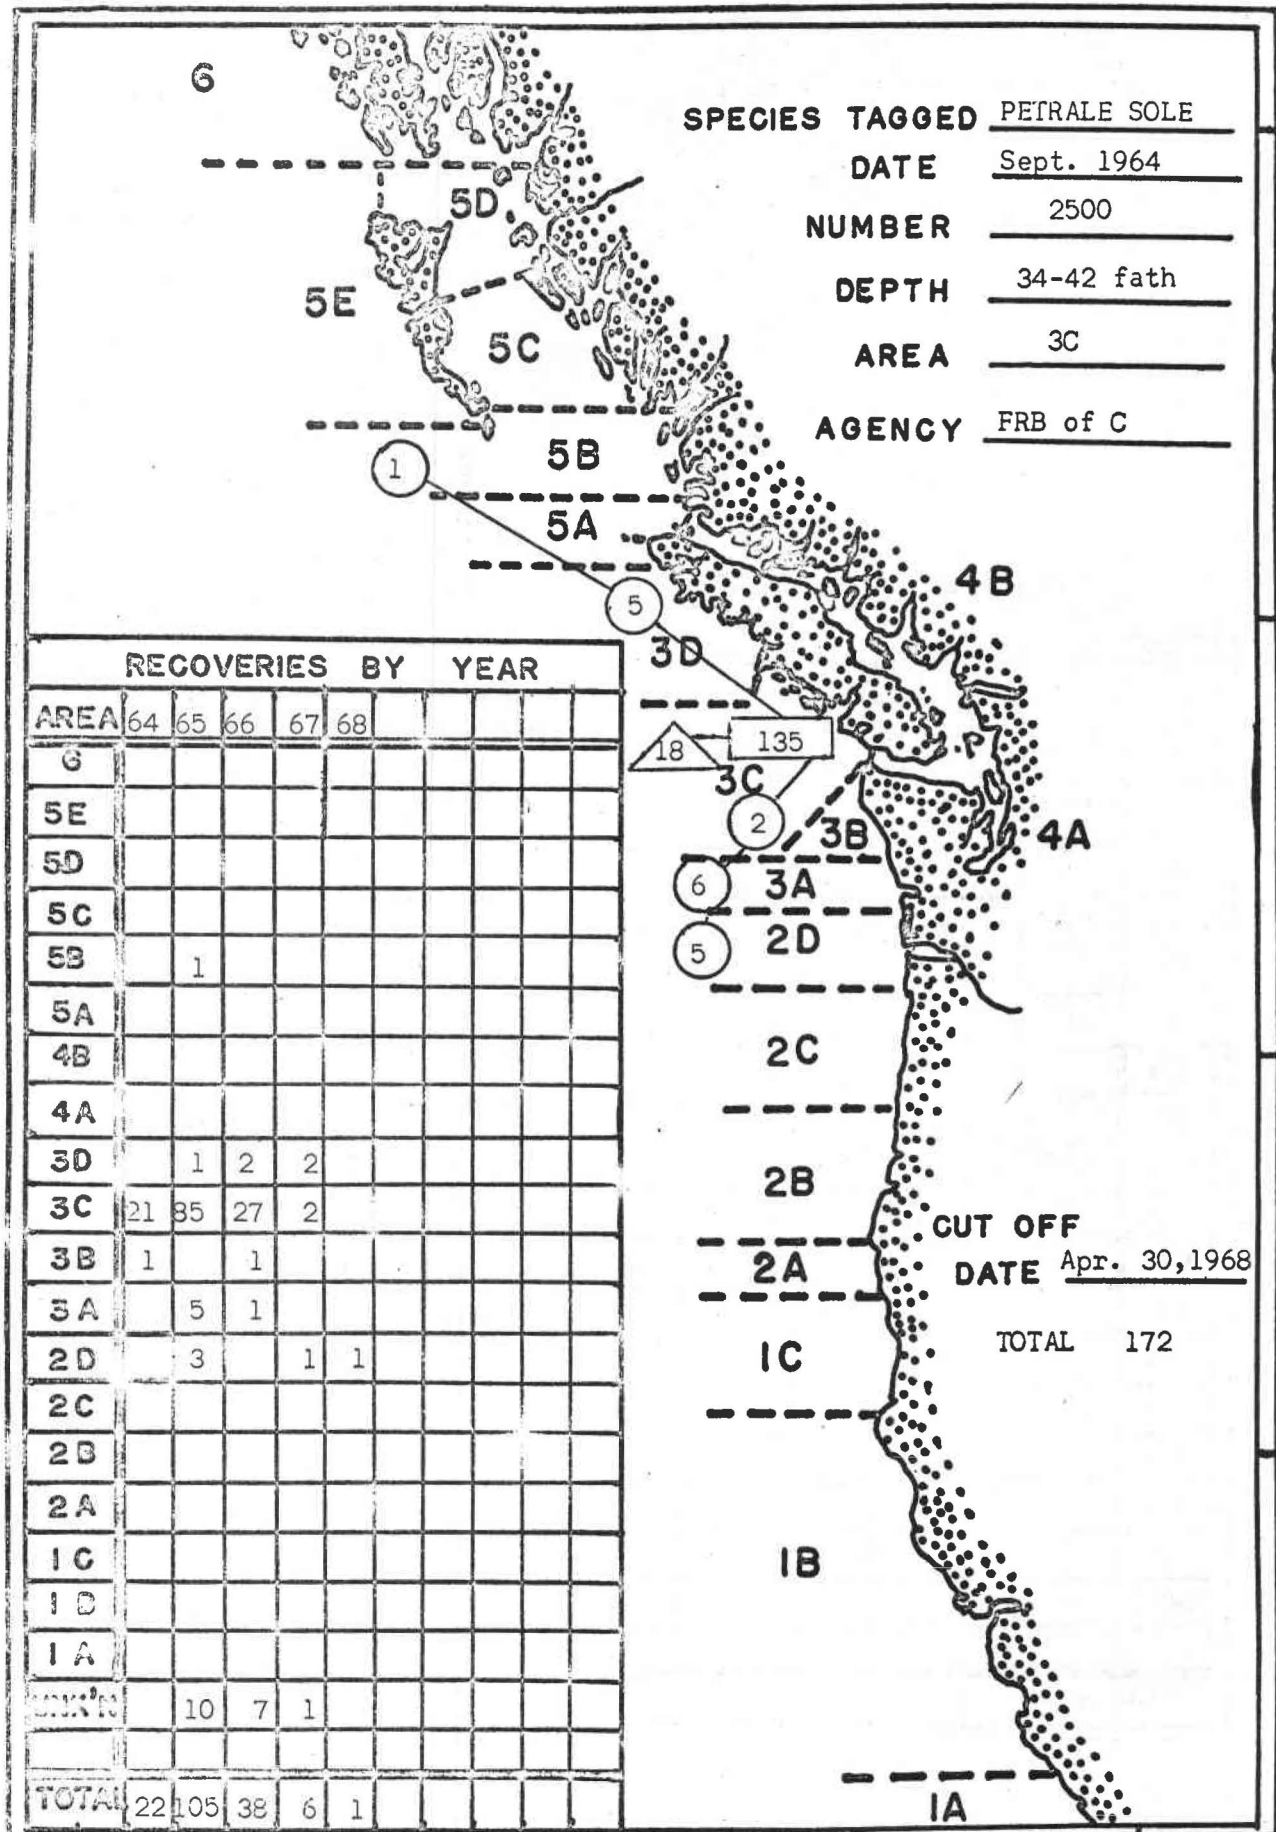 6
SPECIES TAGGED PETRALE SOLE
DATE Sept. 1964
NUMBER 2500
DEPTH 34-42 fath
AREA 3C
AGENCY FRB of C
5D
5E
5C
5B
1
5A
5
4B
3D
18
135
3C
2
3B
4A
6
3A
5
2D
2C
2B
2A
CUT OFF
DATE Apr. 30,1968
TOTAL 172
1C
1B
1A
RECOVERIES BY YEAR
AREA 64 65 66 67 68
6
5E
5D
5C
5B 1
5A
4B
4A
3D 1 2 2
3C 21 85 27 2
3B 1 1
3A 5 1
2D 3 1 1
2C
2B
2A
1C
1B
1A
UNK'N 10 7 1
TOTAL 22 105 38 6 1